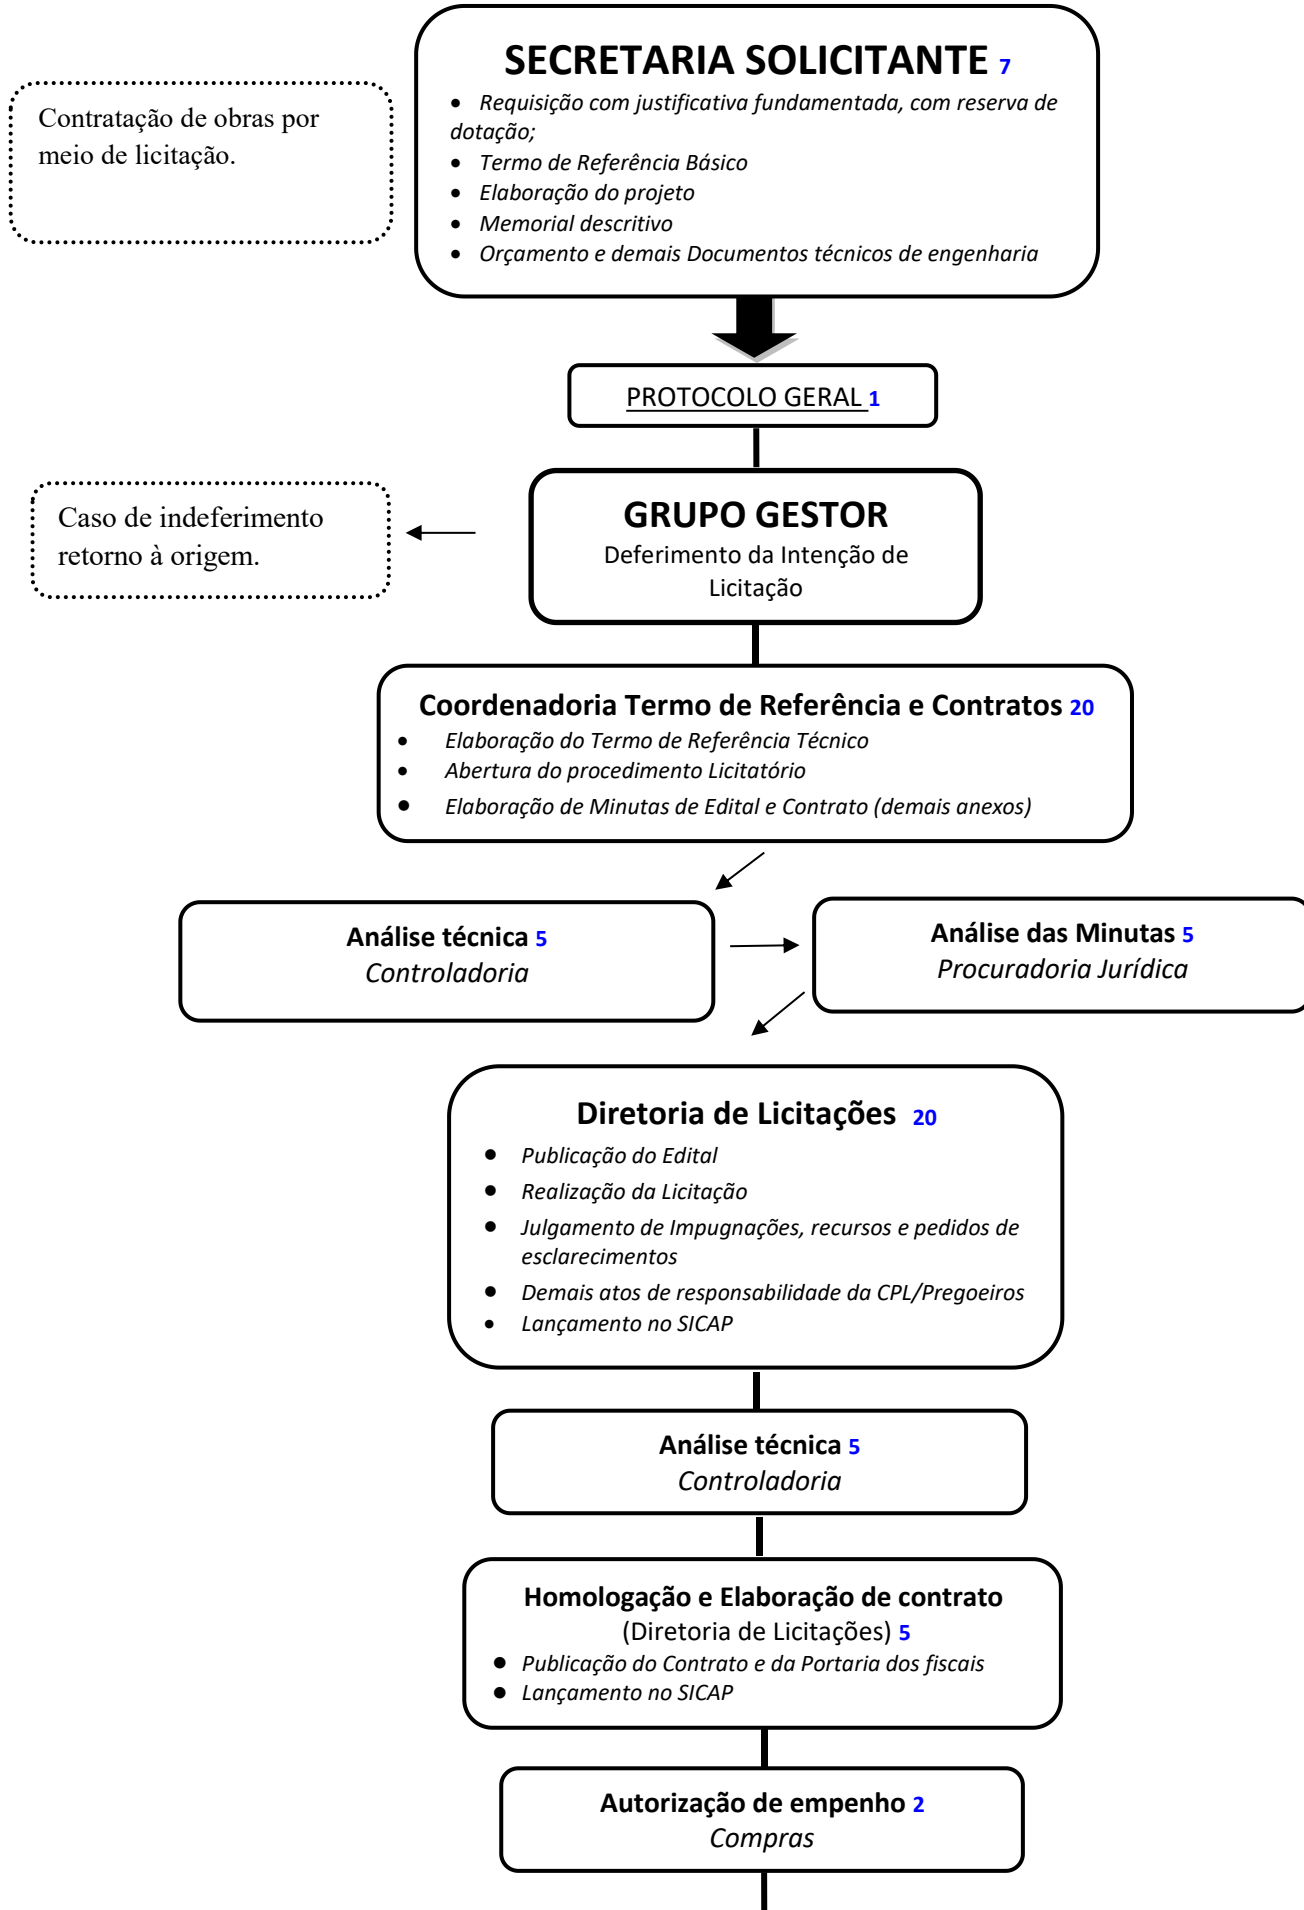 SECRETARIA SOLICITANTE 7
• Requisição com justificativa fundamentada, com reserva de
dotação;
• Termo de Referência Básico
• Elaboração do projeto
• Memorial descritivo
• Orçamento e demais Documentos técnicos de engenharia
Contratação de obras por
meio de licitação.
PROTOCOLO GERAL 1
GRUPO GESTOR
Deferimento da Intenção de
Licitação
Caso de indeferimento
retorno à origem.
Coordenadoria Termo de Referência e Contratos 20
• Elaboração do Termo de Referência Técnico
• Abertura do procedimento Licitatório
• Elaboração de Minutas de Edital e Contrato (demais anexos)
Análise técnica 5
Controladoria
Análise das Minutas 5
Procuradoria Jurídica
Diretoria de Licitações 20
• Publicação do Edital
• Realização da Licitação
• Julgamento de Impugnações, recursos e pedidos de
esclarecimentos
• Demais atos de responsabilidade da CPL/Pregoeiros
• Lançamento no SICAP
Análise técnica 5
Controladoria
Homologação e Elaboração de contrato
(Diretoria de Licitações) 5
• Publicação do Contrato e da Portaria dos fiscais
• Lançamento no SICAP
Autorização de empenho 2
Compras